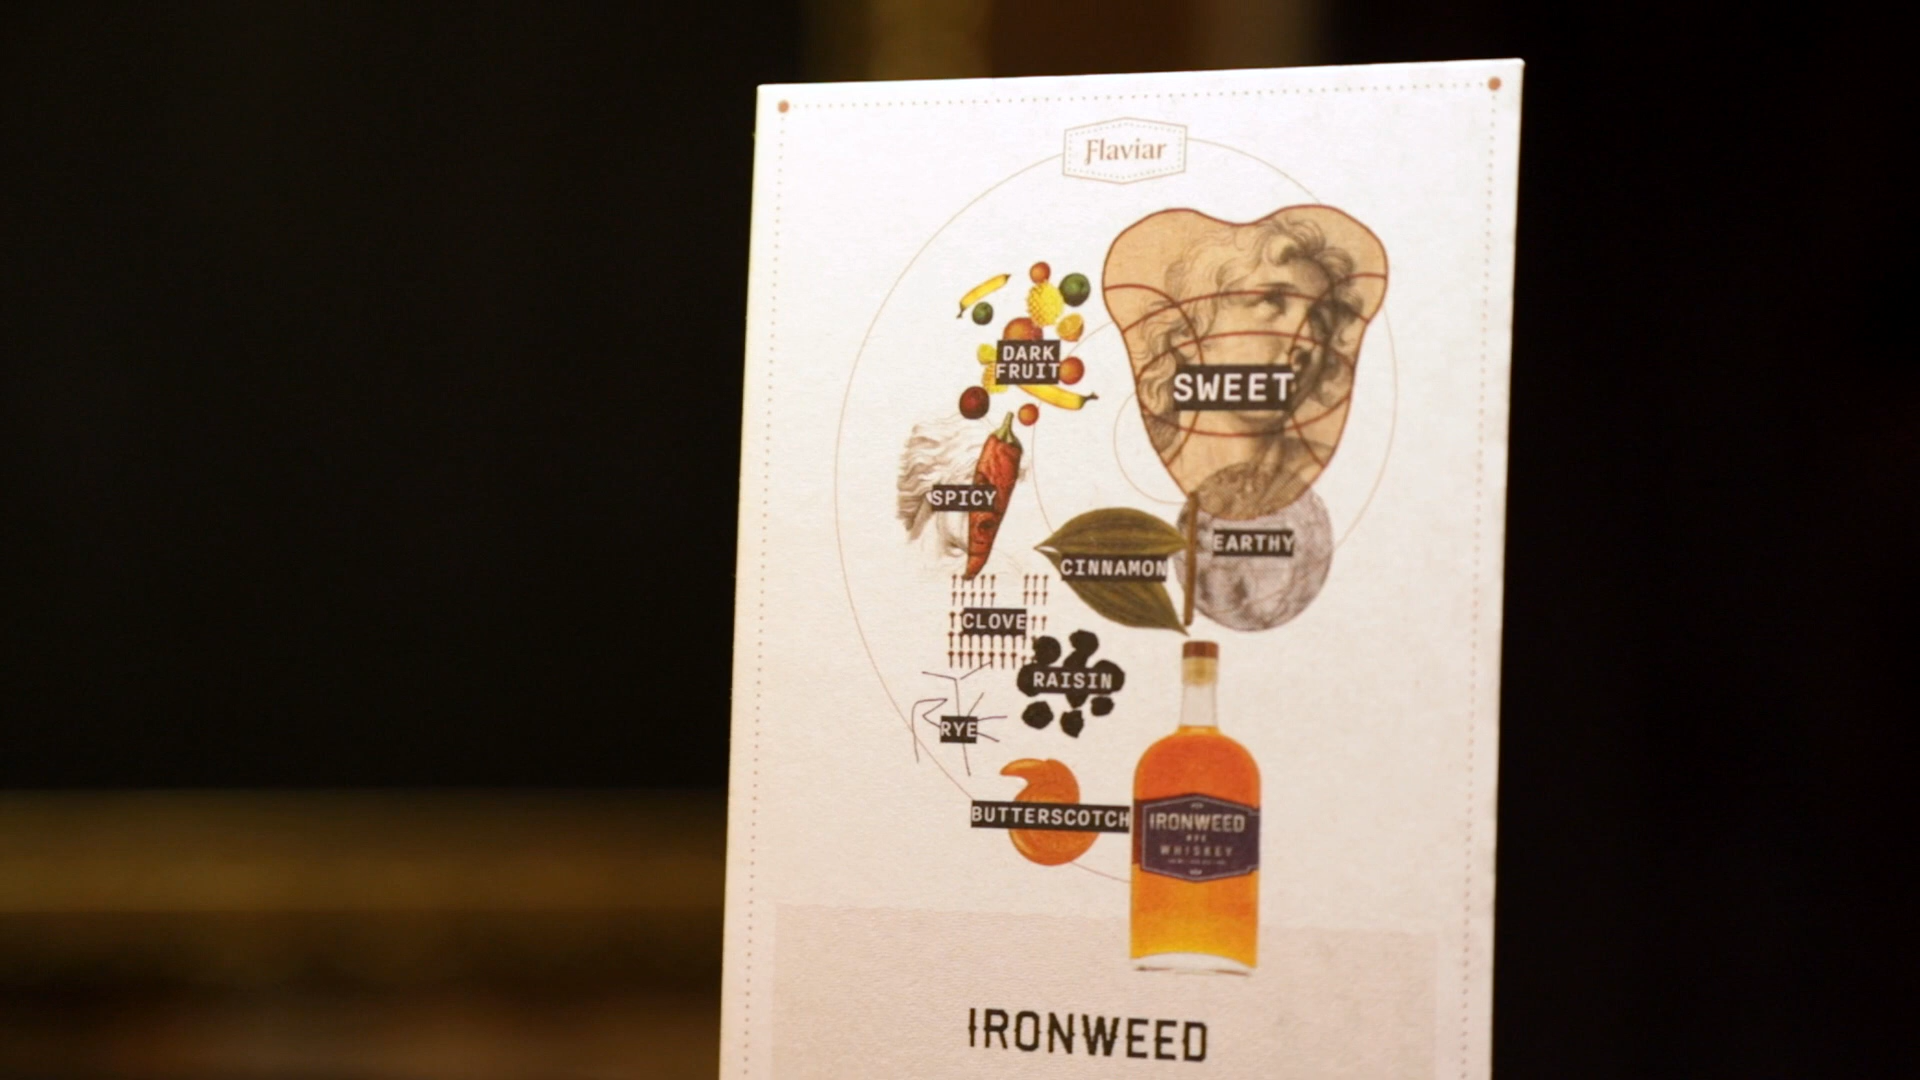 Flaviar
DARK
FRUIT
SWEET
SPICY
EARTHY
CINNAMON
CLOVE
RAISIN
RYE
BUTTERSCOTCH
IRONWEED
RYE
WHISKEY
IRONWEED